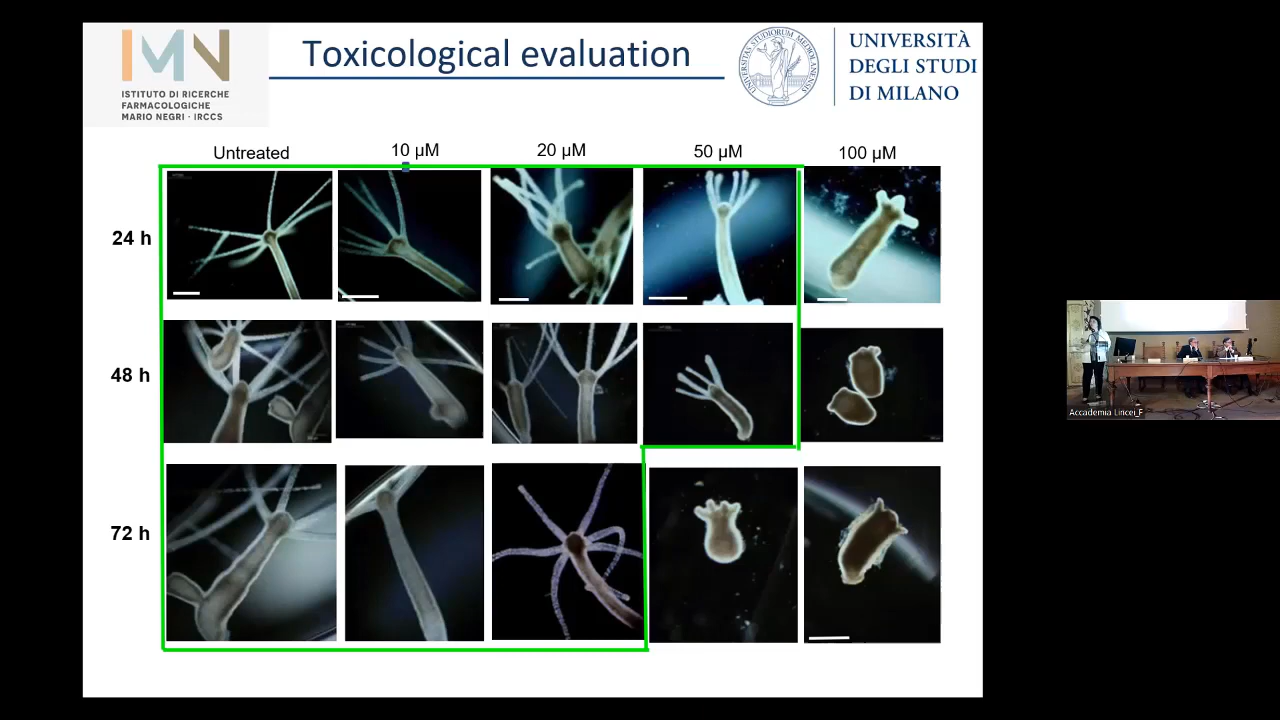 IMN
ISTITUTO DI RICERCHE
FARMACOLOGICHE
MARIO NEGRI · IRCCS
Toxicological evaluation
UNIVERSITÀ
DEGLI STUDI
DI MILANO
Untreated
10 µM
20 µM
50 µM
100 µM
24 h
48 h
72 h
Accademia Lincei_F